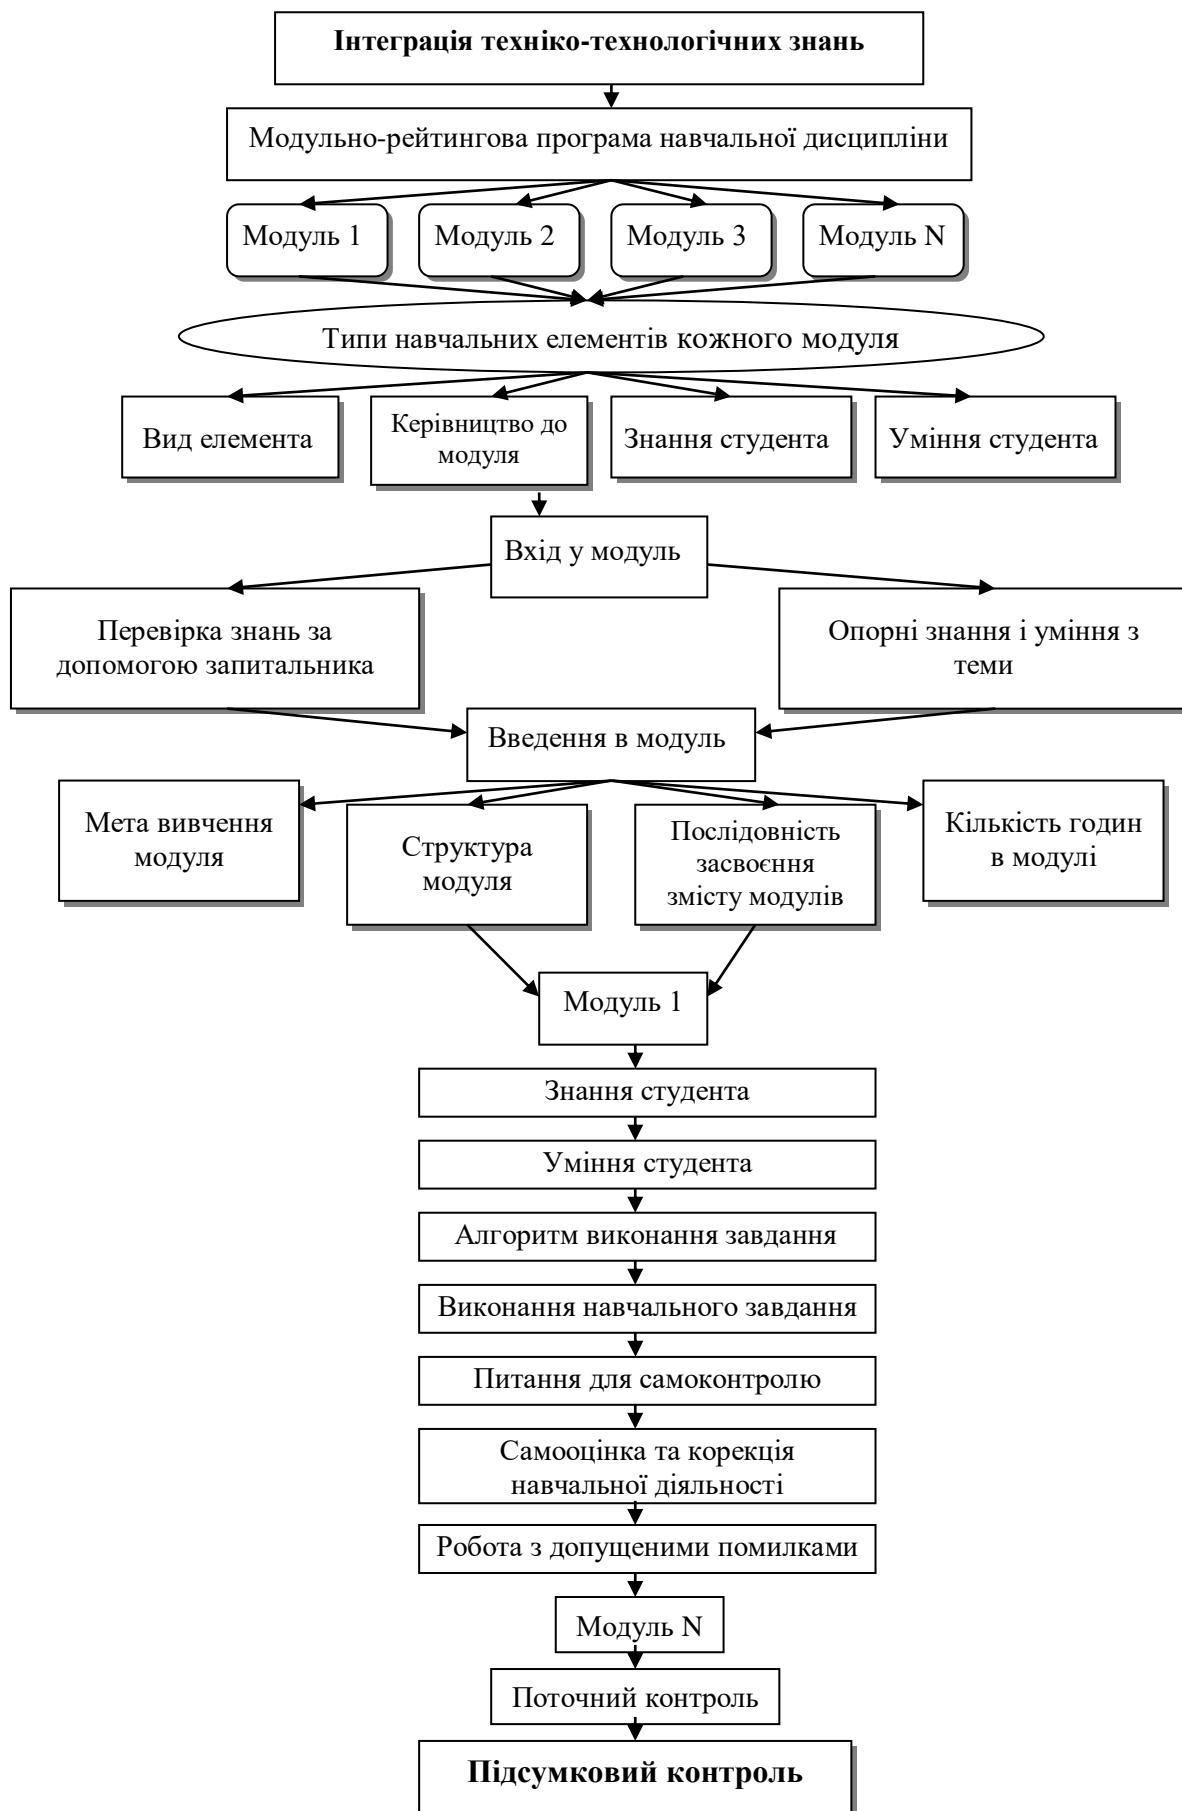 Інтеграція техніко-технологічних знань
Модульно-рейтингова програма навчальної дисципліни
Модуль 1
Модуль 2
Модуль 3
Модуль N
Типи навчальних елементів кожного модуля
Вид елемента
Керівництво до
модуля
Знання студента
Уміння студента
Вхід у модуль
Перевірка знань за
допомогою запитальника
Опорні знання і уміння з
теми
Введення в модуль
Мета вивчення
модуля
Структура
модуля
Послідовність
засвоєння
змісту модулів
Кількість годин
в модулі
Модуль 1
Знання студента
Уміння студента
Алгоритм виконання завдання
Виконання навчального завдання
Питання для самоконтролю
Самооцінка та корекція
навчальної діяльності
Робота з допущеними помилками
Модуль N
Поточний контроль
Підсумковий контроль